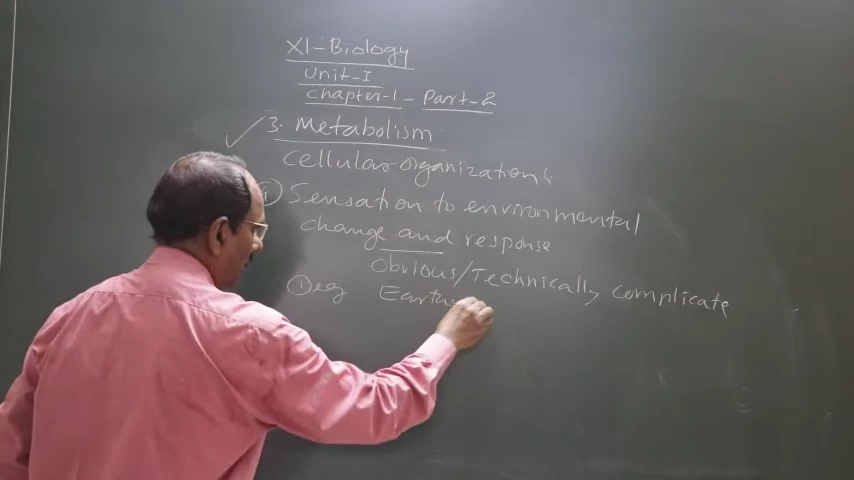 XI-Biology
Unit-I
Chapter-1 - Part-2
3. Metabolism
Cellular organization
Sensation to environmental
change and response
Obvious/Technically complicate
① eg